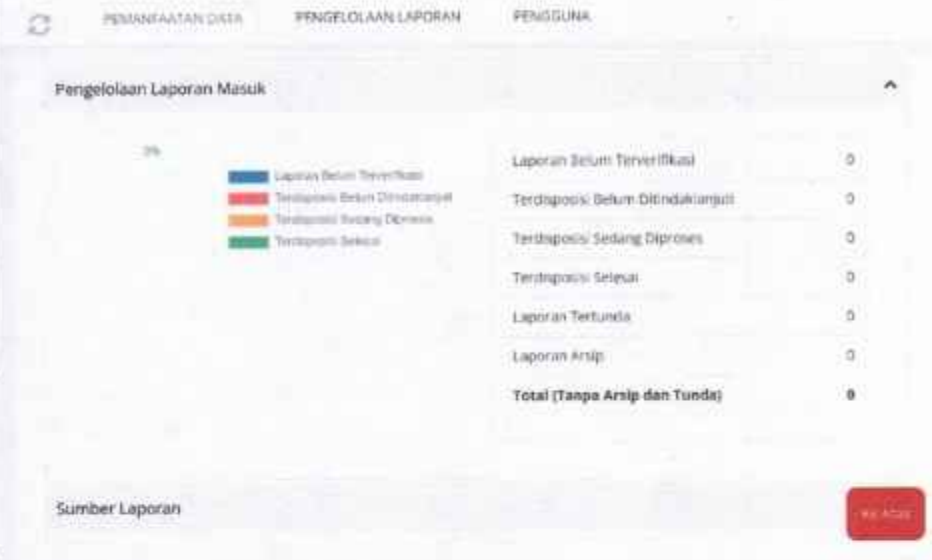 PEMANFAATAN DATA PENGELOLAAN LAPORAN PENGGUNA
Pengelolaan Laporan Masuk
0%
Laporan Belum Terverifikasi
Terdisposisi Belum Ditindaklanjuti
Terdisposisi Sedang Diproses
Terdisposisi Selesai
Laporan Belum Terverifikasi 0
Terdisposisi Belum Ditindaklanjuti 0
Terdisposisi Sedang Diproses 0
Terdisposisi Selesai 0
Laporan Tertunda 0
Laporan Arsip 0
Total (Tanpa Arsip dan Tunda) 0
Sumber Laporan
Ke Atas